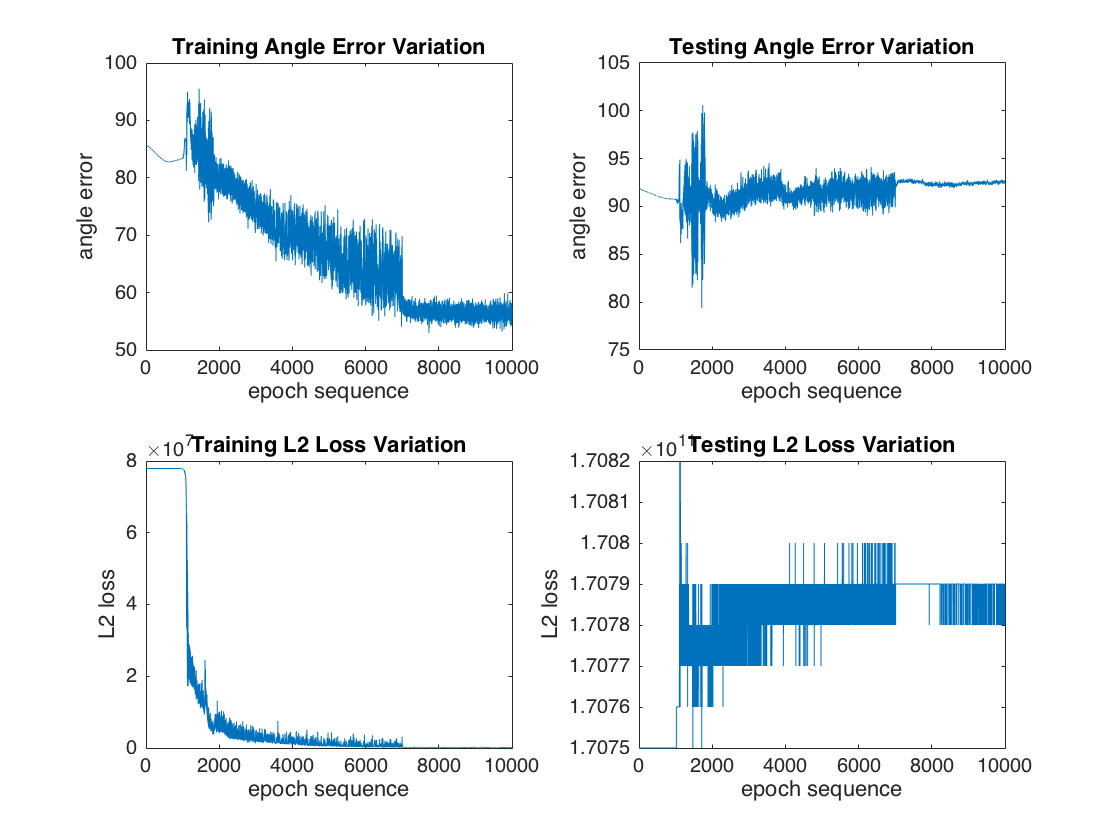 Training Angle Error Variation
100
90
80
70
60
50
angle error
0 2000 4000 6000 8000 10000
epoch sequence
Testing Angle Error Variation
105
100
95
90
85
80
75
angle error
0 2000 4000 6000 8000 10000
epoch sequence
×10^7
Training L2 Loss Variation
8
6
4
2
0
L2 loss
0 2000 4000 6000 8000 10000
epoch sequence
×10^11
Testing L2 Loss Variation
1.7082
1.7081
1.708
1.7079
1.7078
1.7077
1.7076
1.7075
L2 loss
0 2000 4000 6000 8000 10000
epoch sequence